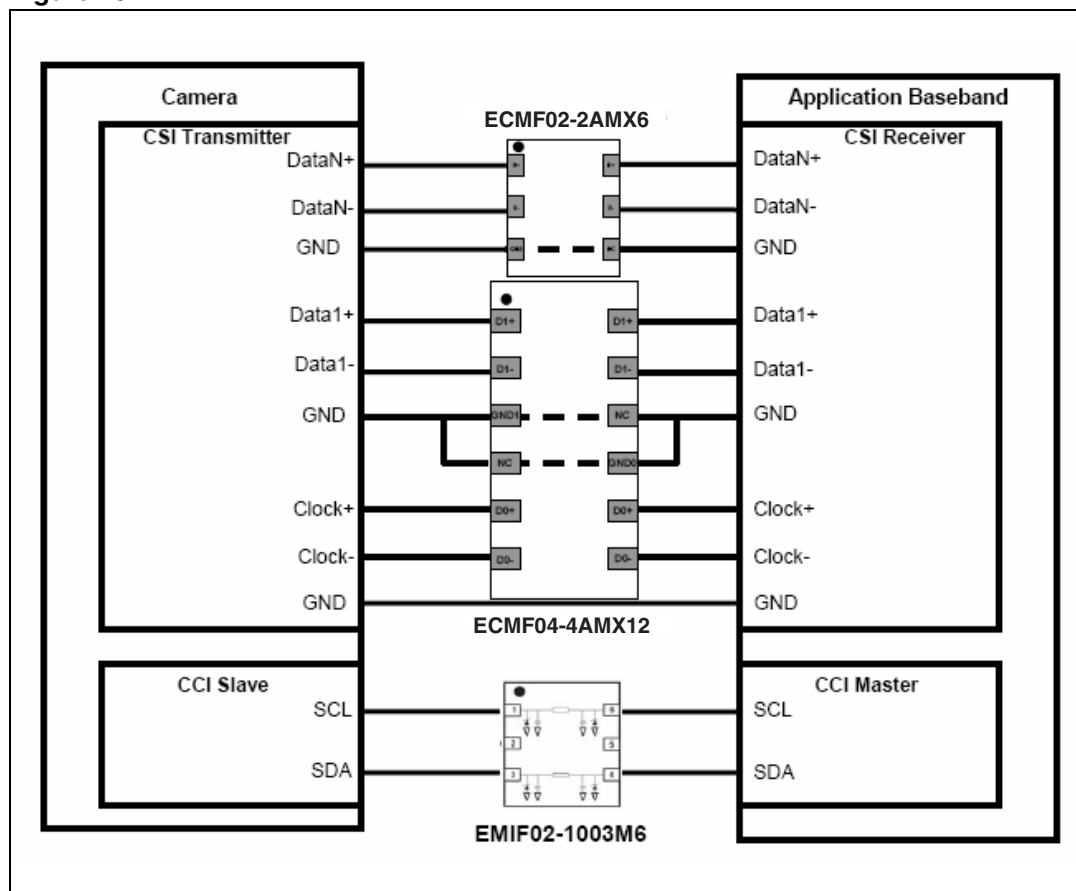 Camera
Application Baseband
ECMF02-2AMX6
CSI Transmitter
CSI Receiver
DataN+
DataN+
DataN-
DataN-
GND
NC
GND
Data1+
D1+
D1+
Data1+
Data1-
D1-
D1-
Data1-
GND
GND1
NC
GND
NC
GND0
Clock+
D0+
D0+
Clock+
Clock-
D0-
D0-
Clock-
GND
GND
ECMF04-4AMX12
CCI Slave
CCI Master
SCL
1
6
SCL
2
5
SDA
3
4
SDA
EMIF02-1003M6